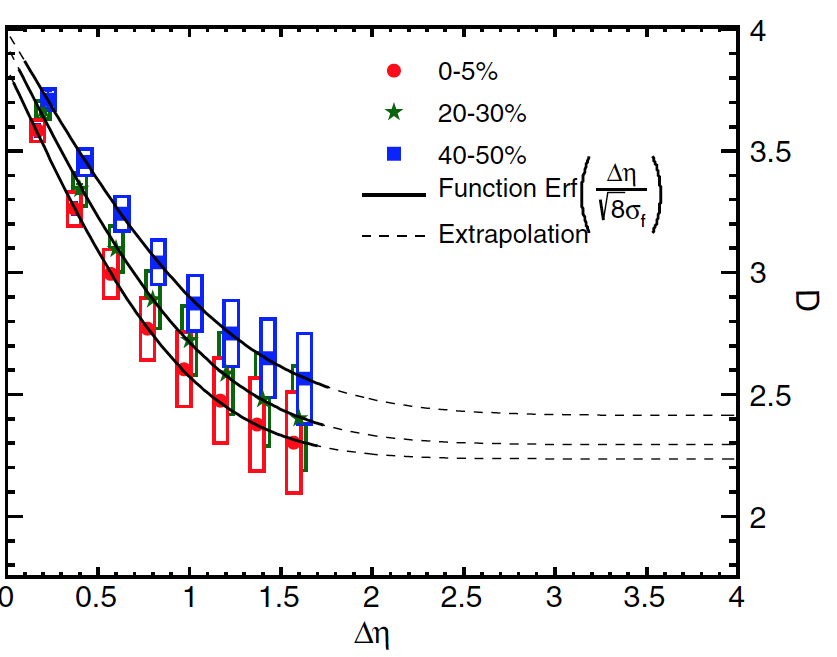 4
0-5%
20-30%
40-50%
3.5
Function Erf(Δη/√8σf)
Extrapolation
3
D
2.5
2
0 0.5 1 1.5 2 2.5 3 3.5 4
Δη